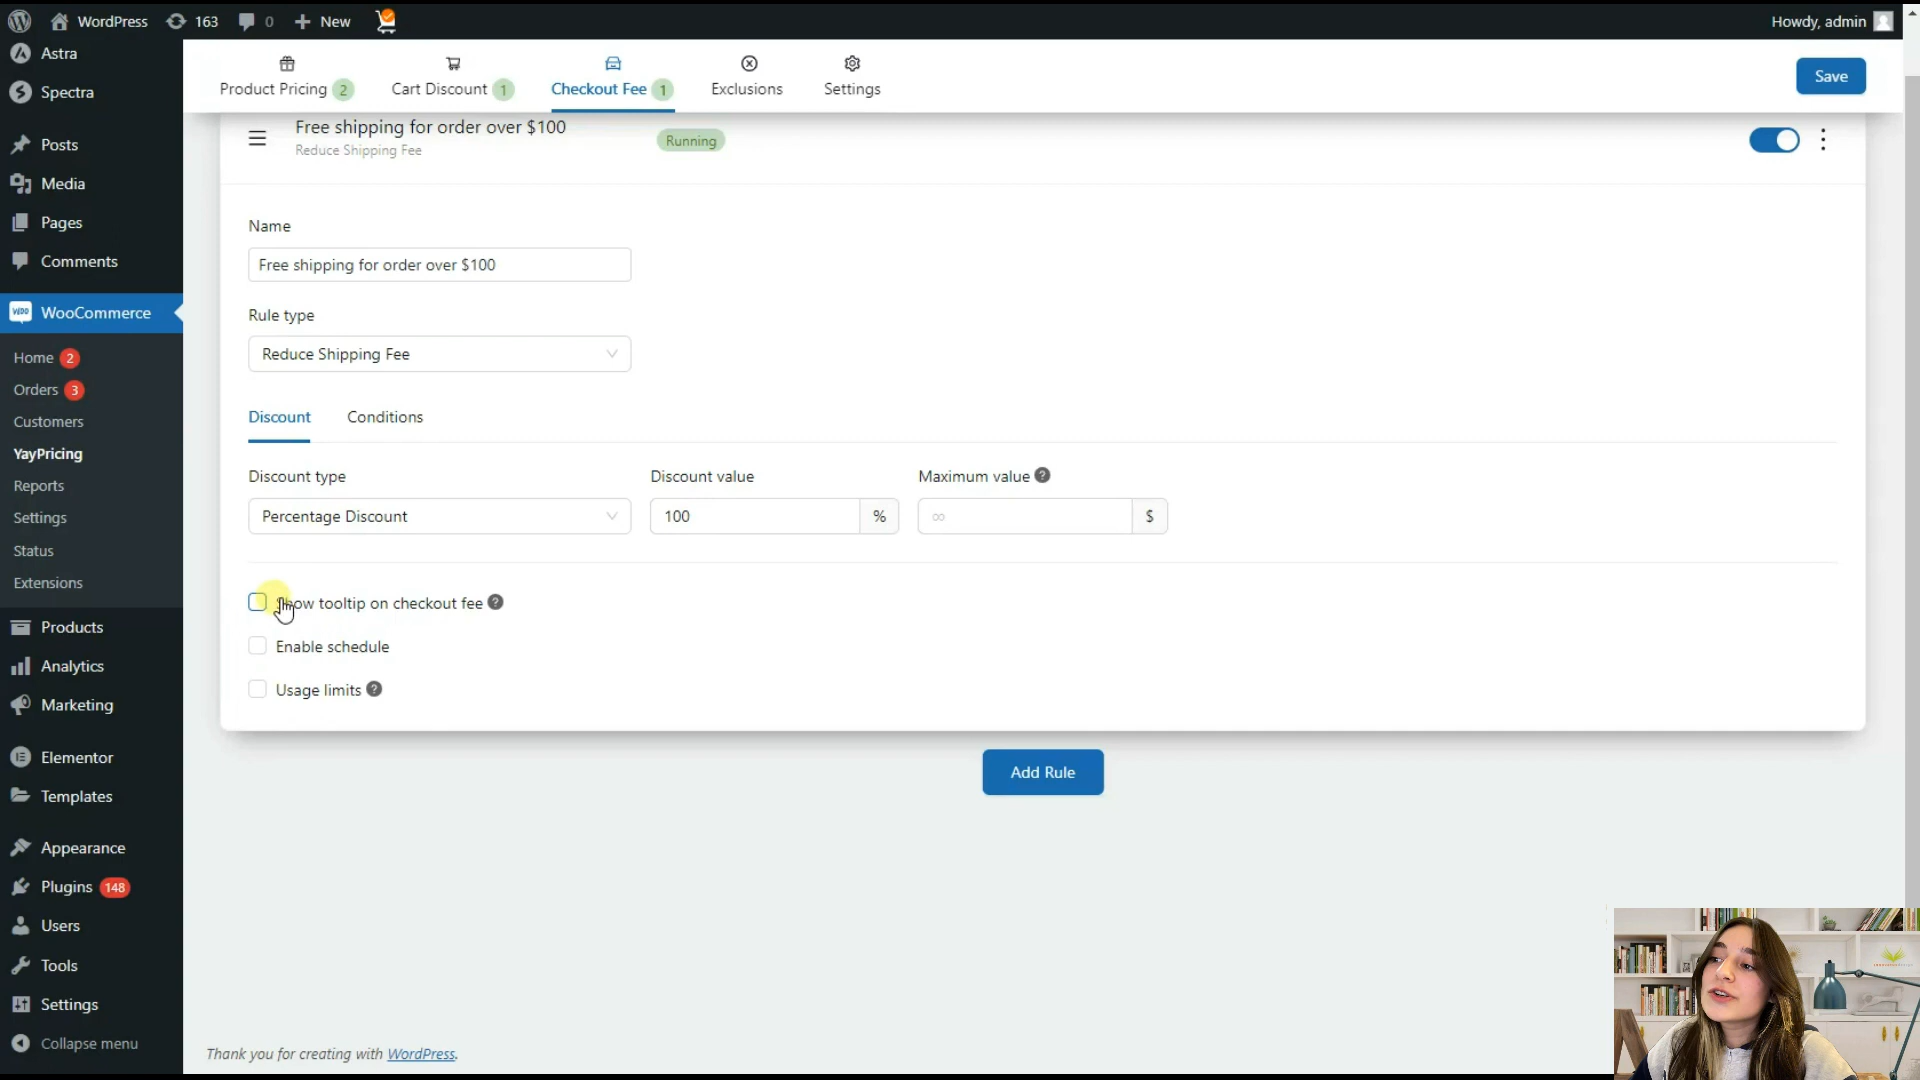 WordPress 163 0 New Howdy, admin
Astra
Spectra
Posts
Media
Pages
Comments
WooCommerce
Home 2
Orders 3
Customers
YayPricing
Reports
Settings
Status
Extensions
Products
Analytics
Marketing
Elementor
Templates
Appearance
Plugins 148
Users
Tools
Settings
Collapse menu
Product Pricing 2 Cart Discount 1 Checkout Fee 1 Exclusions Settings Save
Free shipping for order over $100
Reduce Shipping Fee
Running
Name
Free shipping for order over $100
Rule type
Reduce Shipping Fee
Discount Conditions
Discount type Discount value Maximum value ?
Percentage Discount 100 % ∞ $
Show tooltip on checkout fee ?
Enable schedule
Usage limits ?
Add Rule
Thank you for creating with WordPress.